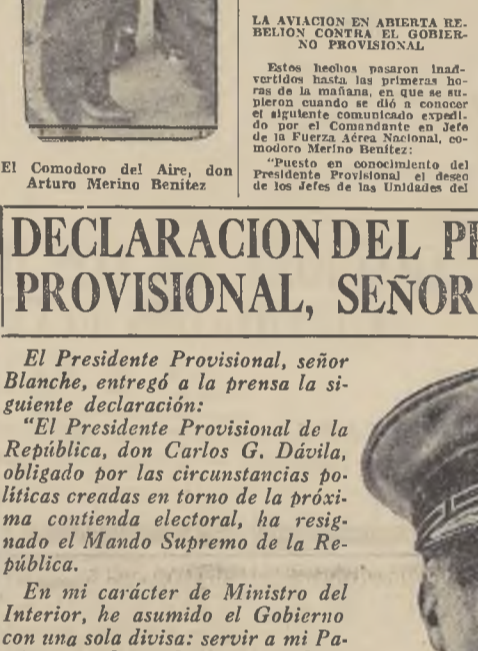 El Comodoro del Aire, don
Arturo Merino Benítez
LA AVIACION EN ABIERTA RE-
BELION CONTRA EL GOBIER-
NO PROVISIONAL
Estos hechos pasaron inad-
vertidos hasta las primeras ho-
ras de la mañana, en que se su-
pieron cuando se dió a conocer
el siguiente comunicado expedi-
do por el Comandante en Jefe
de la Fuerza Aérea Nacional, co-
modoro Merino Benítez:
"Puesto en conocimiento del
Presidente Provisional el deseo
de los Jefes de las Unidades del
DECLARACION DEL
PROVISIONAL, SEÑOR
El Presidente Provisional, señor
Blanche, entregó a la prensa la si-
guiente declaración:
"El Presidente Provisional de la
República, don Carlos G. Dávila,
obligado por las circunstancias po-
líticas creadas en torno de la próxi-
ma contienda electoral, ha resig-
nado el Mando Supremo de la Re-
pública.
En mi carácter de Ministro del
Interior, he asumido el Gobierno
con una sola divisa: servir a mi Pa-